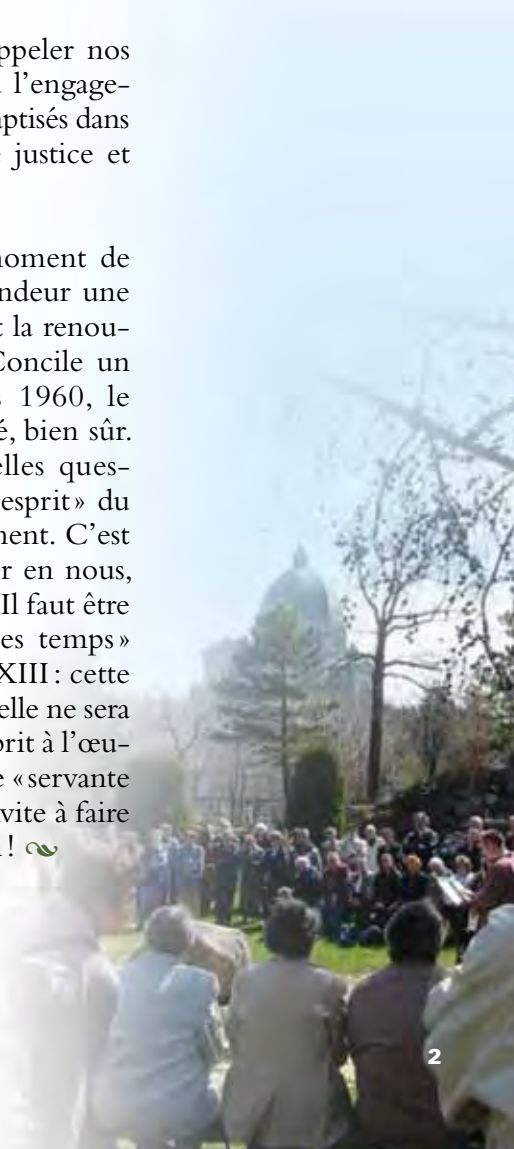 ppeler nos
l'engage-
aptisés dans
justice et
moment de
ndeur une
t la renou-
Concile un
1960, le
é, bien sûr.
elles ques-
esprit» du
ment. C'est
r en nous,
Il faut être
es temps»
XXIII : cette
elle ne sera
prit à l'œu-
e «servante
vite à faire
!
2